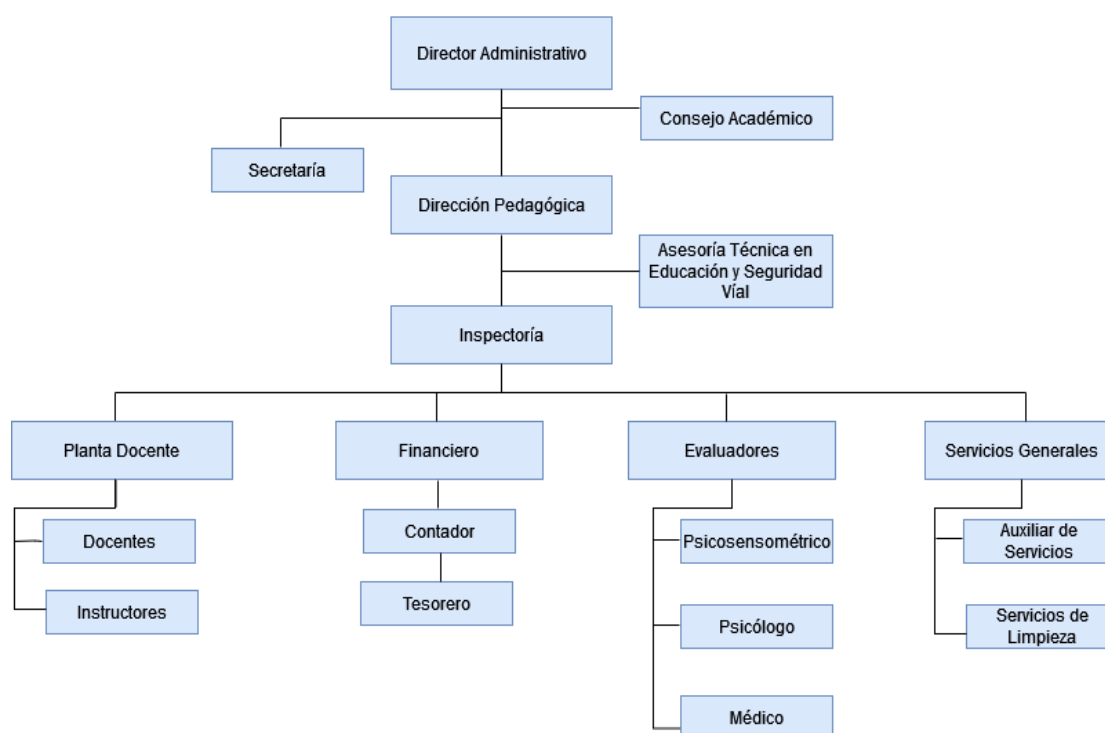 Director Administrativo
Consejo Académico
Secretaría
Dirección Pedagógica
Asesoría Técnica en
Educación y Seguridad
Víal
Inspectoría
Planta Docente
Financiero
Evaluadores
Servicios Generales
Docentes
Instructores
Contador
Tesorero
Psicosensométrico
Psicólogo
Médico
Auxiliar de
Servicios
Servicios de
Limpieza